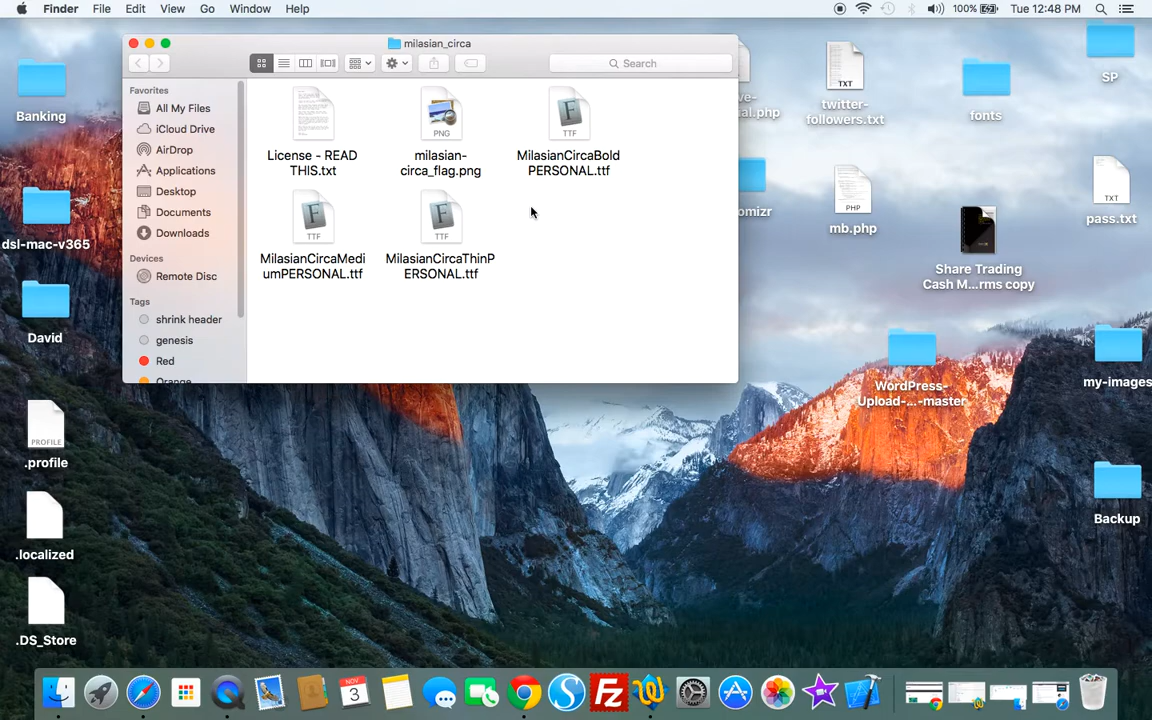 Finder File Edit View Go Window Help 100% Tue 12:48 PM
milasian_circa
Search
Favorites
All My Files
iCloud Drive
AirDrop
Applications
Desktop
Documents
Downloads
Devices
Remote Disc
Tags
shrink header
genesis
Red
Orange
License - READ
THIS.txt
PNG
milasian-
circa_flag.png
TTF
MilasianCircaBold
PERSONAL.ttf
TTF
MilasianCircaMedi
umPERSONAL.ttf
TTF
MilasianCircaThinP
ERSONAL.ttf
Banking
dsl-mac-v365
David
PROFILE
.profile
.localized
.DS_Store
TXT
twitter-
followers.txt
fonts
SP
PHP
mb.php
TXT
pass.txt
Share Trading
Cash M...rms copy
WordPress-
Upload-...-master
my-images
Backup
NOV
3